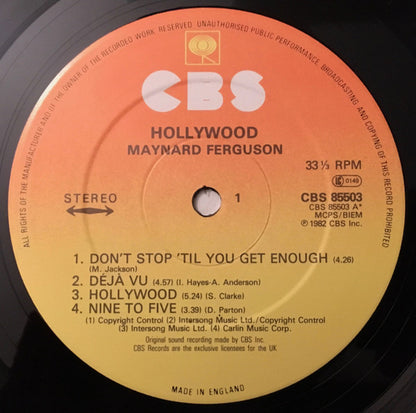 ALL RIGHTS OF THE MANUFACTURER AND OF THE OWNER OF THE RECORDED WORK RESERVED UNAUTHORISED PUBLIC PERFORMANCE BROADCASTING AND COPYING OF THIS RECORD PROHIBITED
CBS
HOLLYWOOD
MAYNARD FERGUSON
33⅓ RPM
STEREO
1
0149
CBS 85503
CBS 85503 A*
MCPS/BIEM
℗ 1982 CBS Inc.
1. DON'T STOP 'TIL YOU GET ENOUGH (4.26)
(M. Jackson)
2. DÉJÀ VU (4.57) (I. Hayes-A. Anderson)
3. HOLLYWOOD (5.24) (S. Clarke)
4. NINE TO FIVE (3.39) (D. Parton)
(1) Copyright Control (2) Intersong Music Ltd./Copyright Control
(3) Intersong Music Ltd. (4) Carlin Music Corp.
Original sound recording made by CBS Inc.
CBS Records are the exclusive licensees for the UK
MADE IN ENGLAND